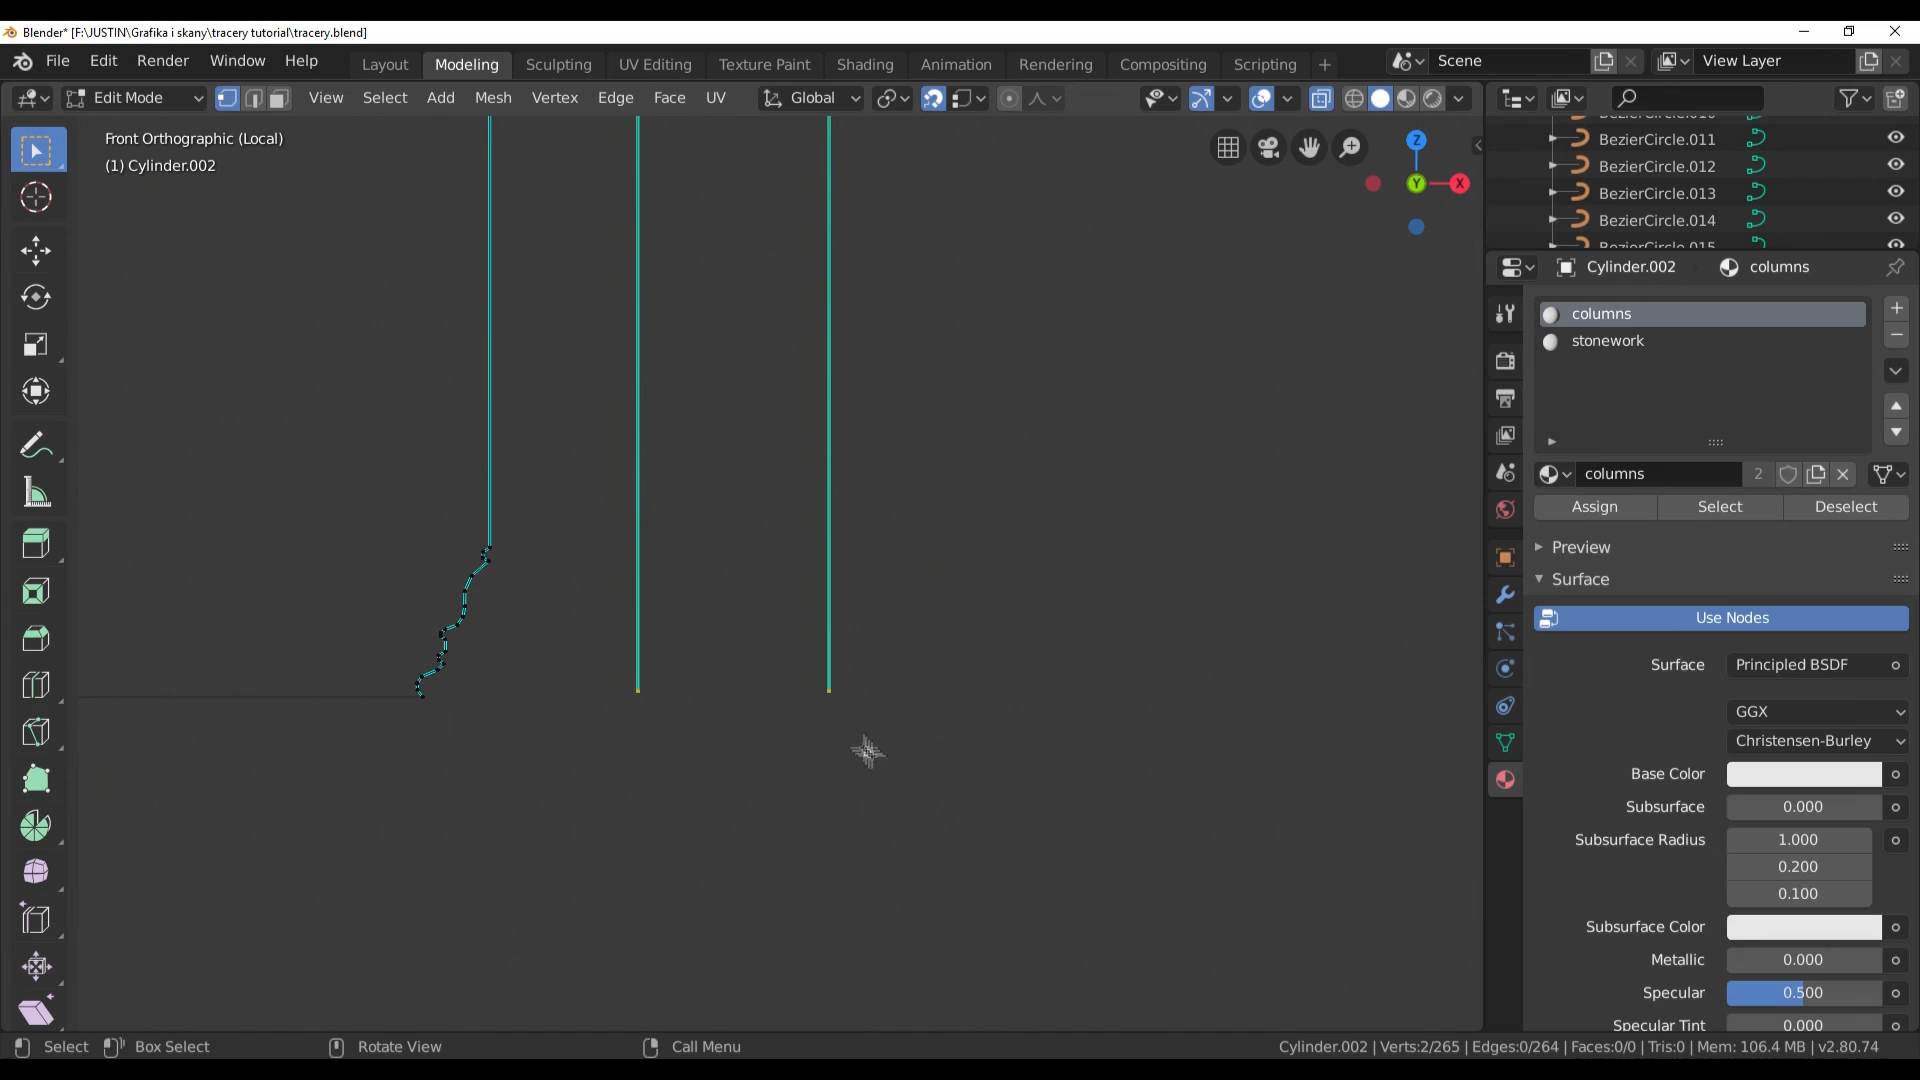 Blender* [F:\JUSTIN\Grafika i skany\tracery tutorial\tracery.blend]
File Edit Render Window Help Layout Modeling Sculpting UV Editing Texture Paint Shading Animation Rendering Compositing Scripting + Scene View Layer
Edit Mode View Select Add Mesh Vertex Edge Face UV Global
Front Orthographic (Local)
(1) Cylinder.002
Z
Y
X
BezierCircle.011
BezierCircle.012
BezierCircle.013
BezierCircle.014
BezierCircle.015
Cylinder.002 columns
columns
stonework
columns 2
Assign Select Deselect
Preview
Surface
Use Nodes
Surface Principled BSDF
GGX
Christensen-Burley
Base Color
Subsurface 0.000
Subsurface Radius 1.000
0.200
0.100
Subsurface Color
Metallic 0.000
Specular 0.500
Specular Tint 0.000
Select Box Select Rotate View Call Menu Cylinder.002 | Verts:2/265 | Edges:0/264 | Faces:0/0 | Tris:0 | Mem: 106.4 MB | v2.80.74